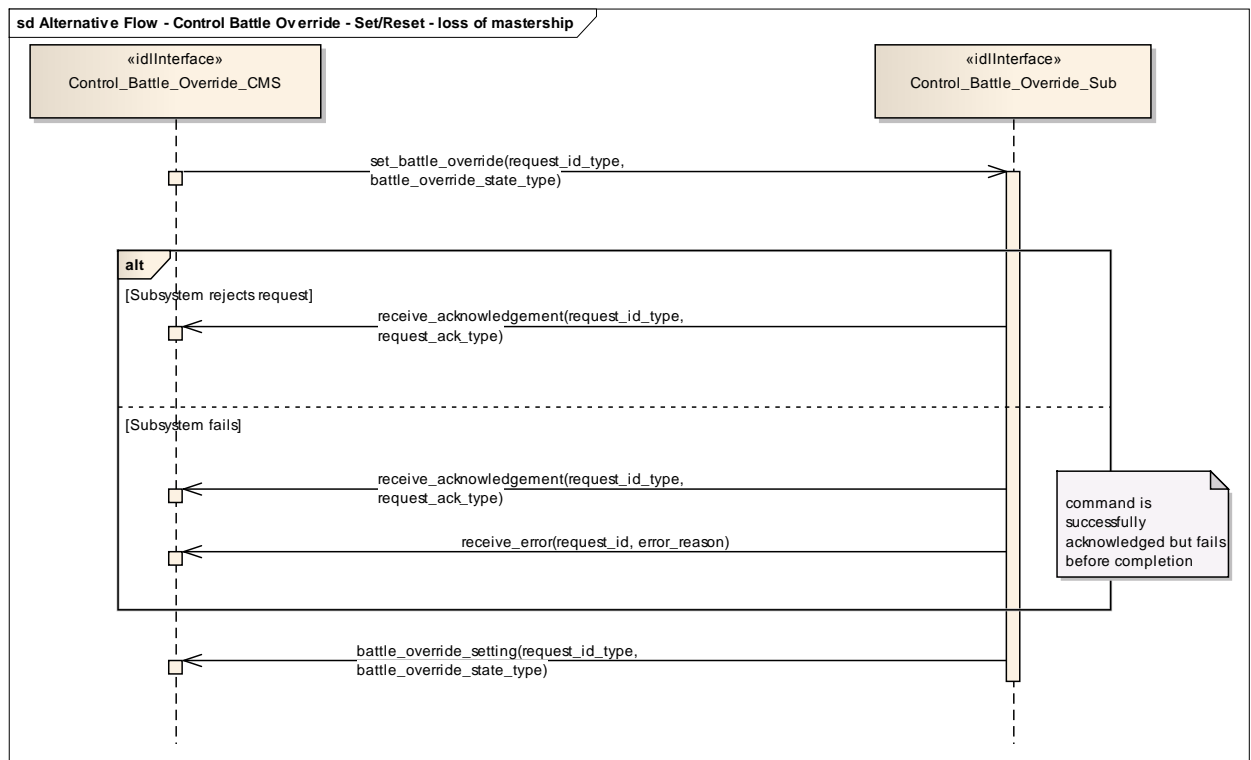 sd Alternative Flow - Control Battle Override - Set/Reset - loss of mastership
«idlInterface»
Control_Battle_Override_CMS
«idlInterface»
Control_Battle_Override_Sub
set_battle_override(request_id_type,
battle_override_state_type)
alt
[Subsystem rejects request]
receive_acknowledgement(request_id_type,
request_ack_type)
[Subsystem fails]
receive_acknowledgement(request_id_type,
request_ack_type)
command is
successfully
acknowledged but fails
before completion
receive_error(request_id, error_reason)
battle_override_setting(request_id_type,
battle_override_state_type)